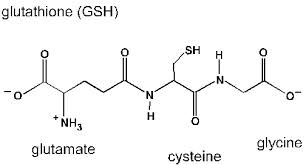 glutathione (GSH)
O
SH
H
O
N
O
⁻O
N
H
O
O⁻
⁺NH₃
glutamate
cysteine
glycine